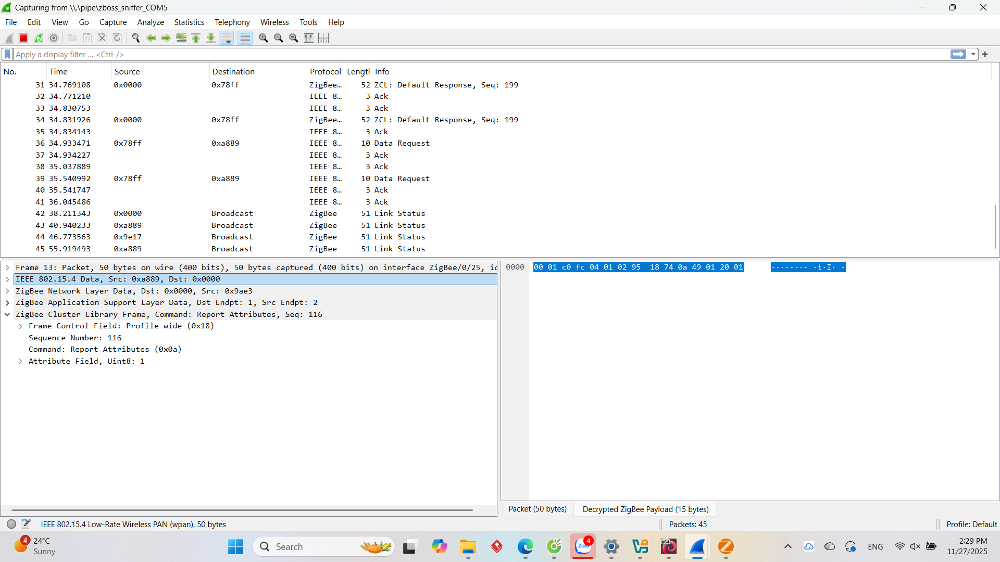 Capturing from \\.\pipe\zboss_sniffer_COM5
File Edit View Go Capture Analyze Statistics Telephony Wireless Tools Help
Apply a display filter … <Ctrl-/>
No. Time Source Destination Protocol Length Info
31 34.769108 0x0000 0x78ff ZigBee… 52 ZCL: Default Response, Seq: 199
32 34.771210 IEEE 8… 3 Ack
33 34.830753 IEEE 8… 3 Ack
34 34.831926 0x0000 0x78ff ZigBee… 52 ZCL: Default Response, Seq: 199
35 34.834143 IEEE 8… 3 Ack
36 34.933471 0x78ff 0xa889 IEEE 8… 10 Data Request
37 34.934227 IEEE 8… 3 Ack
38 35.037889 IEEE 8… 3 Ack
39 35.540992 0x78ff 0xa889 IEEE 8… 10 Data Request
40 35.541747 IEEE 8… 3 Ack
41 36.045486 IEEE 8… 3 Ack
42 38.211343 0x0000 Broadcast ZigBee 51 Link Status
43 40.940233 0xa889 Broadcast ZigBee 51 Link Status
44 46.773563 0x9e17 Broadcast ZigBee 51 Link Status
45 55.919493 0xa889 Broadcast ZigBee 51 Link Status
Frame 13: Packet, 50 bytes on wire (400 bits), 50 bytes captured (400 bits) on interface ZigBee/0/25, id
IEEE 802.15.4 Data, Src: 0xa889, Dst: 0x0000
ZigBee Network Layer Data, Dst: 0x0000, Src: 0x9ae3
ZigBee Application Support Layer Data, Dst Endpt: 1, Src Endpt: 2
ZigBee Cluster Library Frame, Command: Report Attributes, Seq: 116
Frame Control Field: Profile-wide (0x18)
Sequence Number: 116
Command: Report Attributes (0x0a)
Attribute Field, Uint8: 1
0000 00 01 c0 fc 04 01 02 95 18 74 0a 49 01 20 01 ········ ·t·I· ·
Packet (50 bytes) Decrypted ZigBee Payload (15 bytes)
IEEE 802.15.4 Low-Rate Wireless PAN (wpan), 50 bytes
Packets: 45
Profile: Default
4
24°C
Sunny
Search
Zalo
4
x64
ENG
2:29 PM
11/27/2025